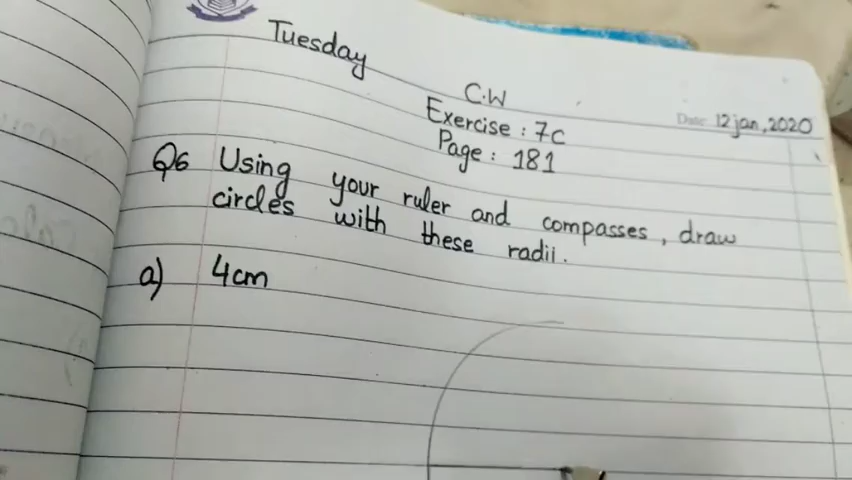 Tuesday
C.W
Exercise : 7c
Date: 12 jan, 2020
Page : 181
Q6 Using your ruler and compasses, draw
circles with these radii.
a) 4cm